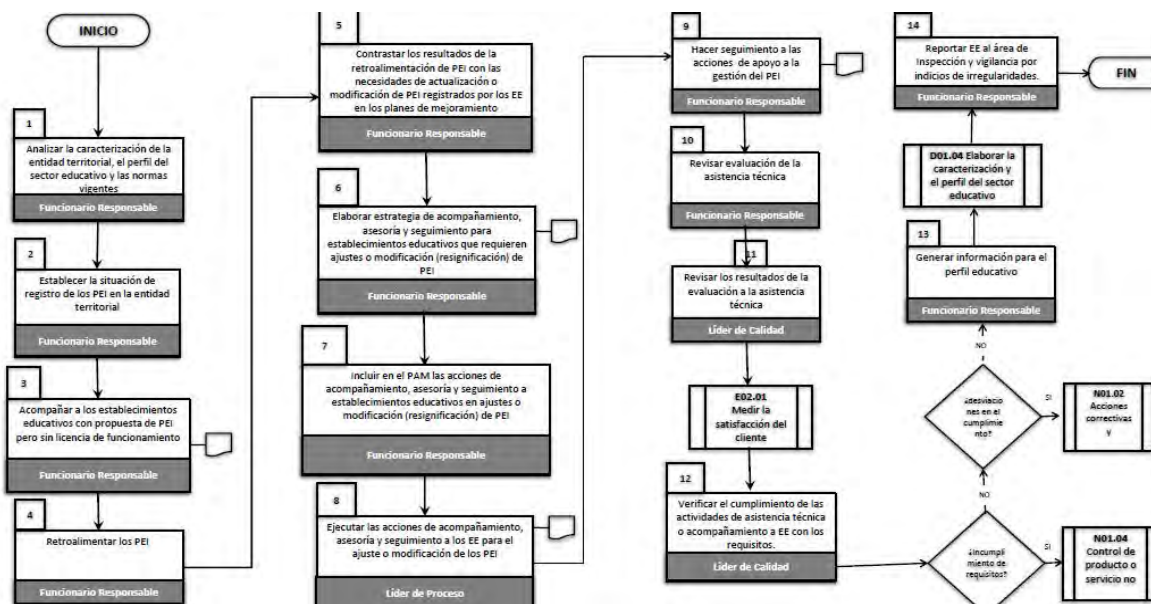 INICIO
1
Analizar la caracterización de la
entidad territorial, el perfil del
sector educativo y las normas
vigentes
Funcionario Responsable
2
Establecer la situación de
registro de los PEI en la entidad
territorial
Funcionario Responsable
3
Acompañar a los establecimientos
educativos con propuesta de PEI
pero sin licencia de funcionamiento
Funcionario Responsable
4
Retroalimentar los PEI
Funcionario Responsable
5
Contrastar los resultados de la
retroalimentación de PEI con las
necesidades de actualización o
modificación de PEI registrados por los EE
en los planes de mejoramiento
Funcionario Responsable
6
Elaborar estrategia de acompañamiento,
asesoría y seguimiento para
establecimientos educativos que requieren
ajustes o modificación (resignificación) de
PEI
Funcionario Responsable
7
Incluir en el PAM las acciones de
acompañamiento, asesoría y seguimiento a
establecimientos educativos en ajustes o
modificación (resignificación) de PEI
Funcionario Responsable
8
Ejecutar las acciones de acompañamiento,
asesoría y seguimiento a los EE para el
ajuste o modificación de los PEI
Líder de Proceso
9
Hacer seguimiento a las
acciones de apoyo a la
gestión del PEI
Funcionario Responsable
10
Revisar evaluación de la
asistencia técnica
Funcionario Responsable
11
Revisar los resultados de la
evaluación a la asistencia
técnica
Líder de Calidad
E02.01
Medir la
satisfacción del
cliente
12
Verificar el cumplimiento de las
actividades de asistencia técnica
o acompañamiento a EE con los
requisitos.
Líder de Calidad
¿Incumpli
miento de
requisitos?
SI
N01.04
Control de
producto o
servicio no
NO
¿desviacio
nes en el
cumplimie
nto?
SI
N01.02
Acciones
correctivas
y
NO
13
Generar información para el
perfil educativo
Funcionario Responsable
D01.04 Elaborar la
caracterización y
el perfil del sector
educativo
14
Reportar EE al área de
Inspección y vigilancia por
indicios de irregularidades.
Funcionario Responsable
FIN